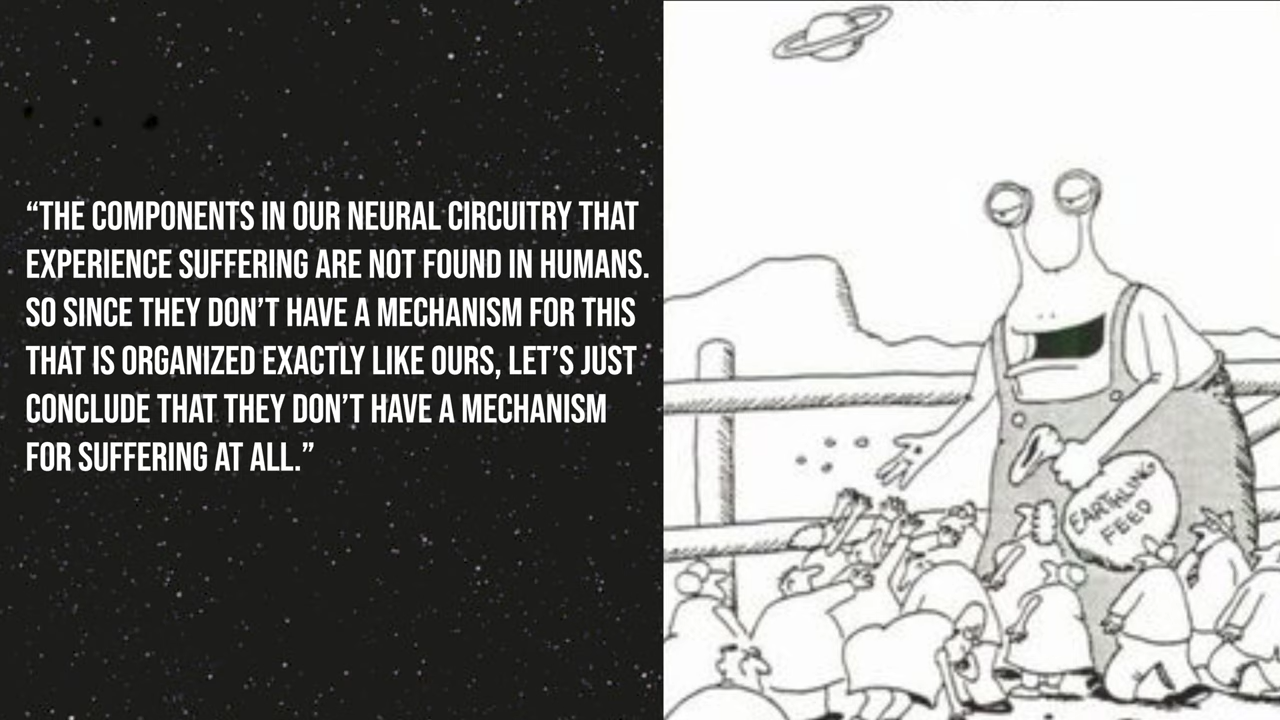 “THE COMPONENTS IN OUR NEURAL CIRCUITRY THAT
EXPERIENCE SUFFERING ARE NOT FOUND IN HUMANS.
SO SINCE THEY DON’T HAVE A MECHANISM FOR THIS
THAT IS ORGANIZED EXACTLY LIKE OURS, LET’S JUST
CONCLUDE THAT THEY DON’T HAVE A MECHANISM
FOR SUFFERING AT ALL.”
EARTHLING
FEED